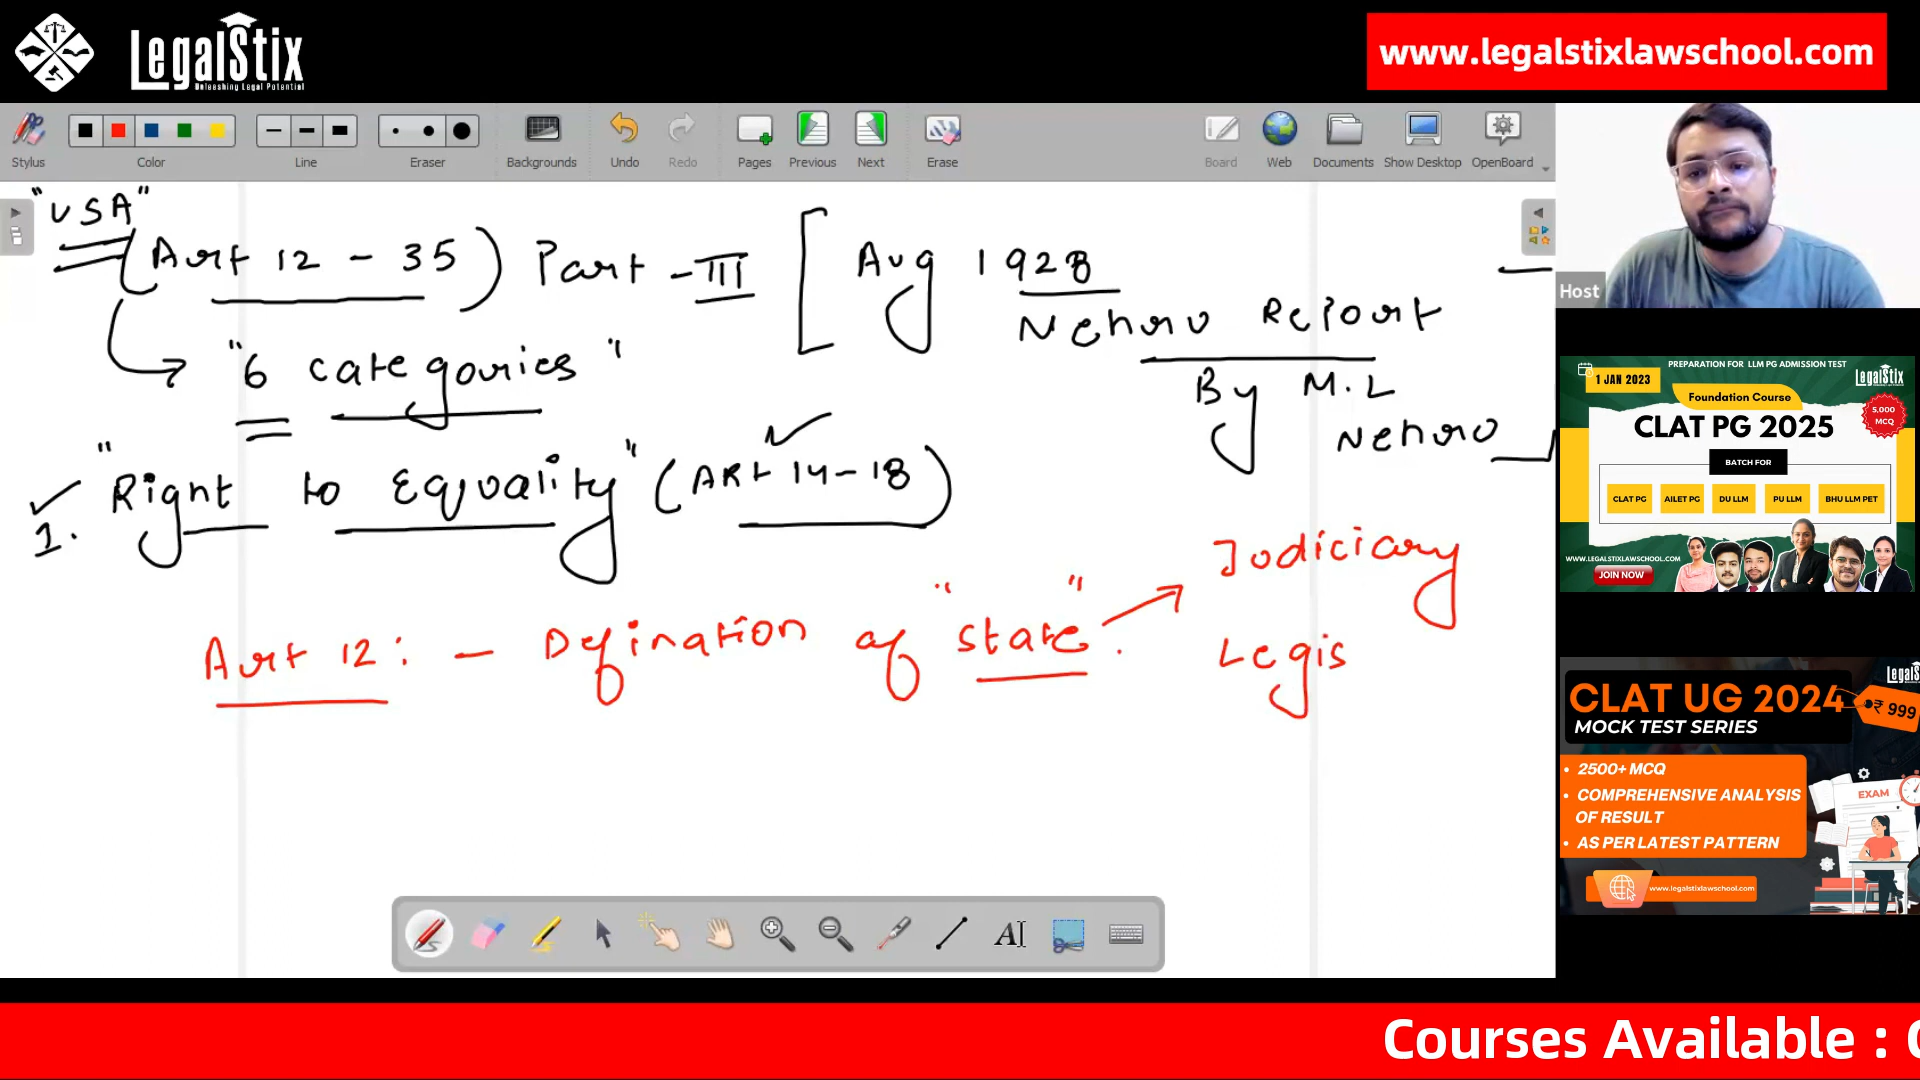 LegalStix
Unleashing Legal Potential
www.legalstixlawschool.com
Stylus
Color
Line
Eraser
Backgrounds
Undo
Redo
Pages
Previous
Next
Erase
Board
Web
Documents
Show Desktop
OpenBoard
"USA"
(Art 12 - 35) Part - III
[ Aug 1928
Nehru Report
By M.L
Nehru
"6 categories"
1. "Right to Equality" (ART 14-18)
Art 12: - Defination of "state".
Judiciary
Legis
Host
PREPARATION FOR LLM PG ADMISSION TEST
1 JAN 2023
LegalStix
Foundation Course
CLAT PG 2025
5,000
MCQ
BATCH FOR
CLAT PG
AILET PG
DU LLM
PU LLM
BHU LLM PET
WWW.LEGALSTIXLAWSCHOOL.COM
JOIN NOW
LegalS
CLAT UG 2024
₹ 999
MOCK TEST SERIES
• 2500+ MCQ
• COMPREHENSIVE ANALYSIS
OF RESULT
• AS PER LATEST PATTERN
EXAM
www.legalstixlawschool.com
AI
Courses Available : C